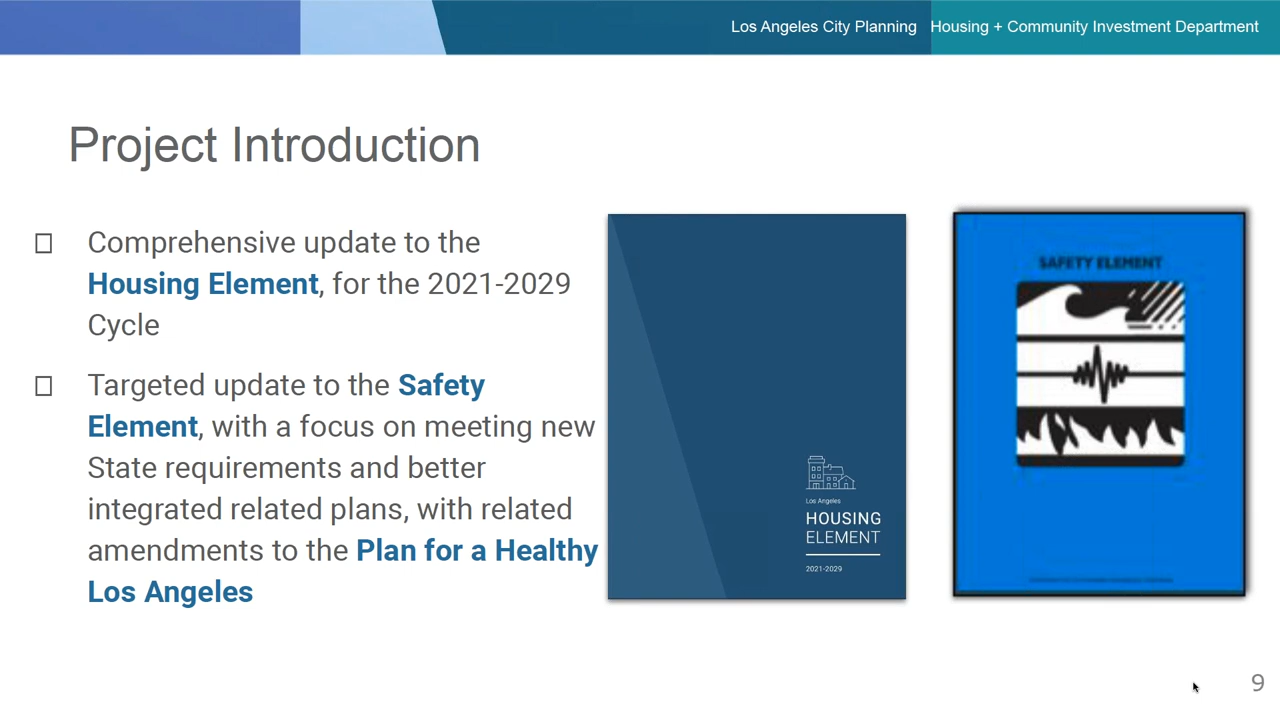 Los Angeles City Planning
Housing + Community Investment Department
Project Introduction
Comprehensive update to the
Housing Element, for the 2021-2029
Cycle
Targeted update to the Safety
Element, with a focus on meeting new
State requirements and better
integrated related plans, with related
amendments to the Plan for a Healthy
Los Angeles
Los Angeles
HOUSING
ELEMENT
2021-2029
SAFETY ELEMENT
9